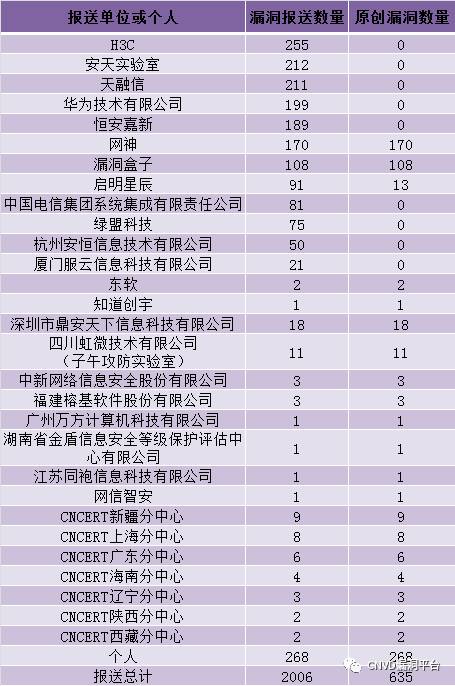 报送单位或个人 漏洞报送数量 原创漏洞数量
H3C 255 0
安天实验室 212 0
天融信 211 0
华为技术有限公司 199 0
恒安嘉新 189 0
网神 170 170
漏洞盒子 108 108
启明星辰 91 13
中国电信集团系统集成有限责任公司 81 0
绿盟科技 75 0
杭州安恒信息技术有限公司 50 0
厦门服云信息科技有限公司 21 0
东软 2 2
知道创宇 1 1
深圳市鼎安天下信息科技有限公司 18 18
四川虹微技术有限公司
(子午攻防实验室) 11 11
中新网络信息安全股份有限公司 3 3
福建榕基软件股份有限公司 3 3
广州万方计算机科技有限公司 1 1
湖南省金盾信息安全等级保护评估中
心有限公司 1 1
江苏同袍信息科技有限公司 1 1
网信智安 1 1
CNCERT新疆分中心 9 9
CNCERT上海分中心 8 8
CNCERT广东分中心 6 6
CNCERT海南分中心 4 4
CNCERT辽宁分中心 3 3
CNCERT陕西分中心 2 2
CNCERT西藏分中心 2 2
个人 268 268
报送总计 2006 635
CNVD漏洞平台